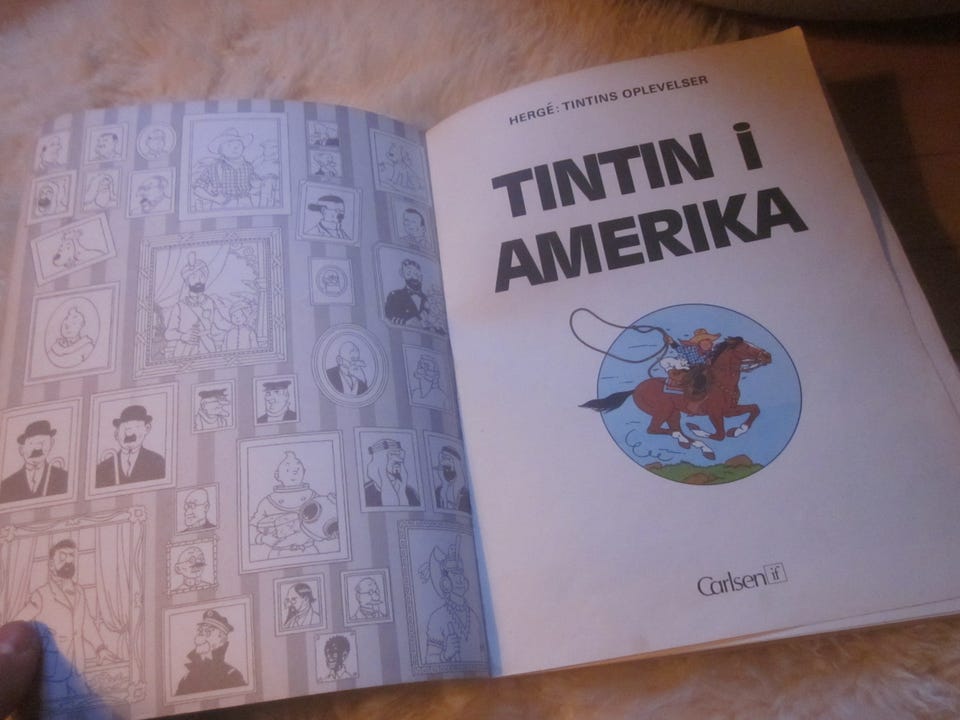 HERGÉ: TINTINS OPLEVELSER
TINTIN i
AMERIKA
Carlsen if